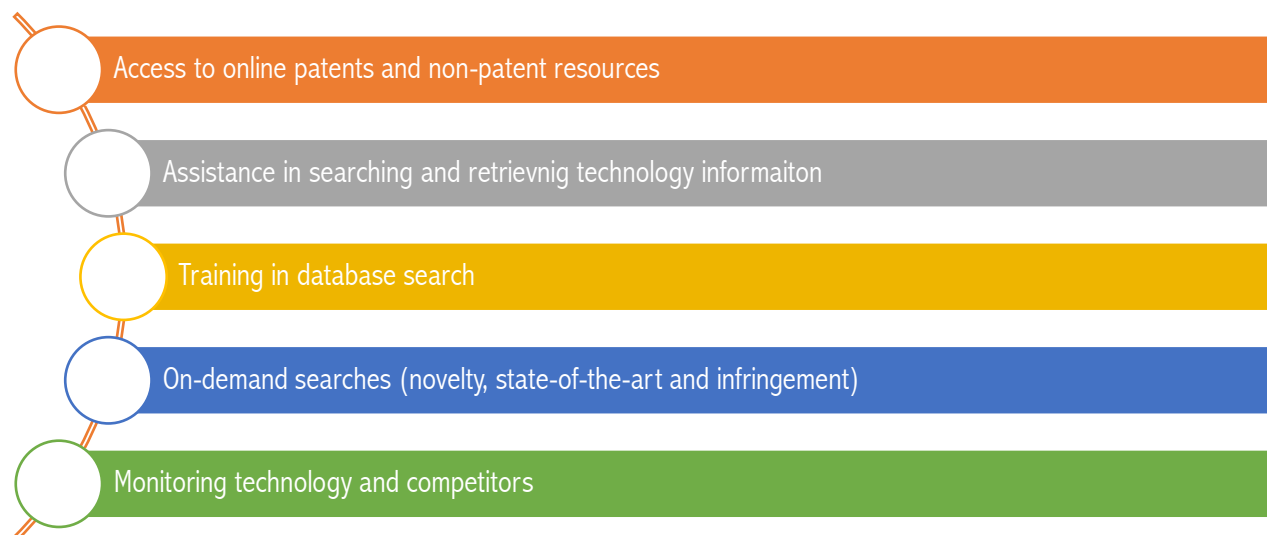 Access to online patents and non-patent resources
Assistance in searching and retrievnig technology informaiton
Training in database search
On-demand searches (novelty, state-of-the-art and infringement)
Monitoring technology and competitors